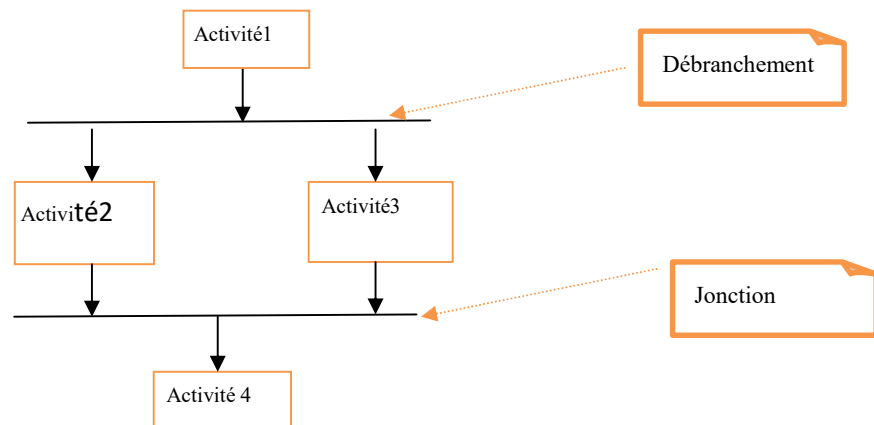 Activité1
Débranchement
Activité2
Activité3
Jonction
Activité 4